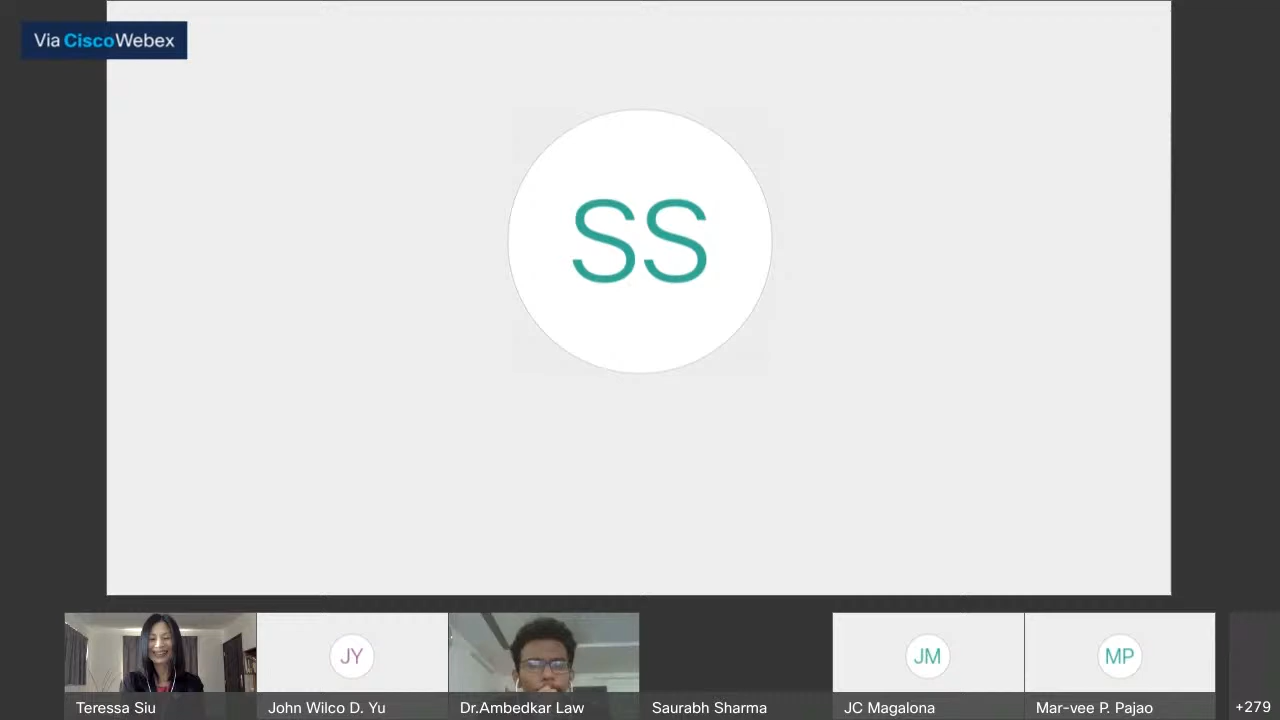 Via CiscoWebex
SS
JY
JM
MP
Teressa Siu
John Wilco D. Yu
Dr.Ambedkar Law
Saurabh Sharma
JC Magalona
Mar-vee P. Pajao
+279